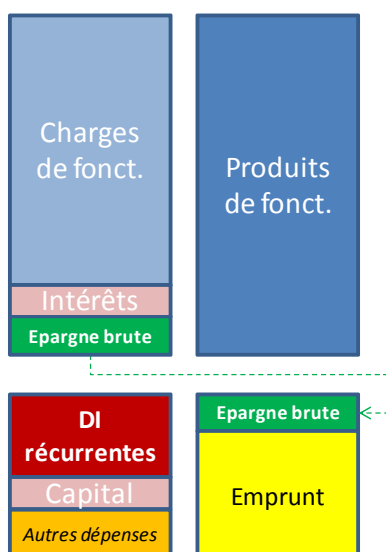 Charges
de fonct.
Intérêts
Epargne brute
Produits
de fonct.
DI
récurrentes
Capital
Autres dépenses
Epargne brute
Emprunt